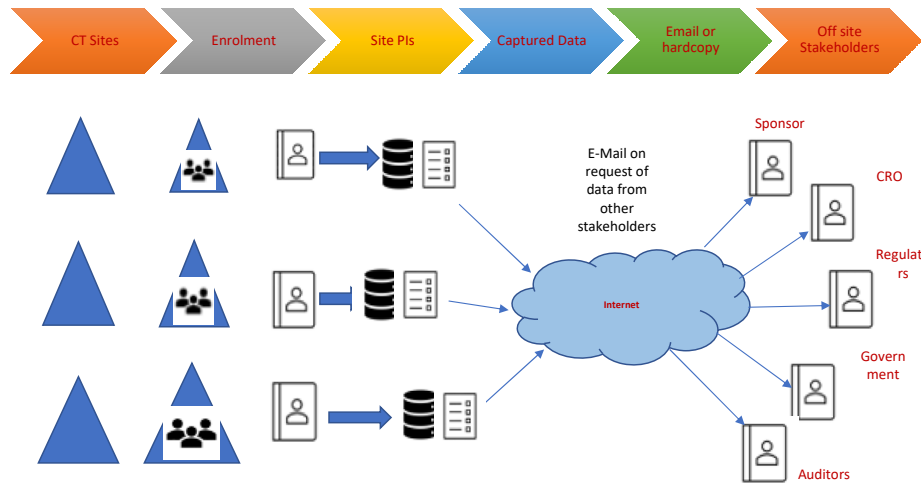 CT Sites
Enrolment
Site PIs
Captured Data
Email or
hardcopy
Off site
Stakeholders
Sponsor
E-Mail on
request of
data from
other
stakeholders
CRO
Regulat
rs
Internet
Govern
ment
Auditors